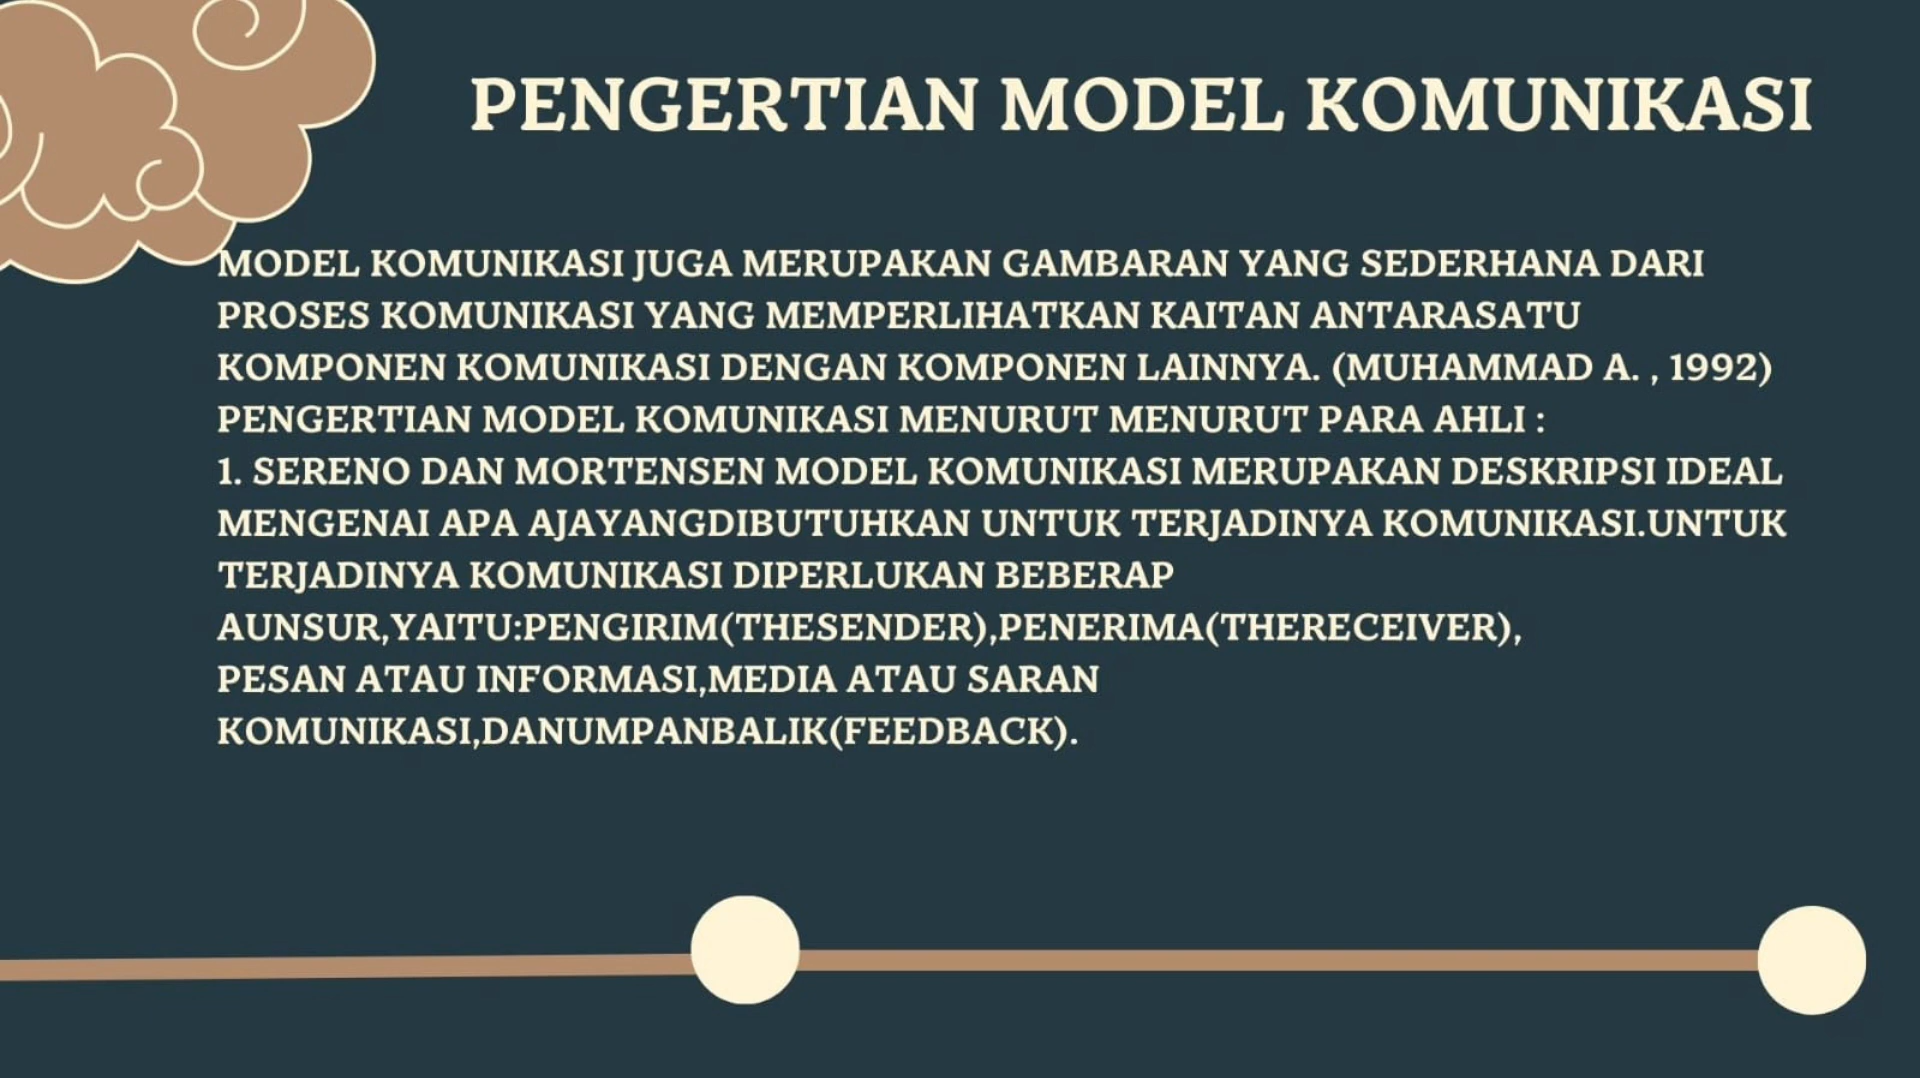 PENGERTIAN MODEL KOMUNIKASI
MODEL KOMUNIKASI JUGA MERUPAKAN GAMBARAN YANG SEDERHANA DARI
PROSES KOMUNIKASI YANG MEMPERLIHATKAN KAITAN ANTARASATU
KOMPONEN KOMUNIKASI DENGAN KOMPONEN LAINNYA. (MUHAMMAD A. , 1992)
PENGERTIAN MODEL KOMUNIKASI MENURUT MENURUT PARA AHLI :
1. SERENO DAN MORTENSEN MODEL KOMUNIKASI MERUPAKAN DESKRIPSI IDEAL
MENGENAI APA AJAYANGDIBUTUHKAN UNTUK TERJADINYA KOMUNIKASI.UNTUK
TERJADINYA KOMUNIKASI DIPERLUKAN BEBERAP
AUNSUR,YAITU:PENGIRIM(THESENDER),PENERIMA(THERECEIVER),
PESAN ATAU INFORMASI,MEDIA ATAU SARAN
KOMUNIKASI,DANUMPANBALIK(FEEDBACK).